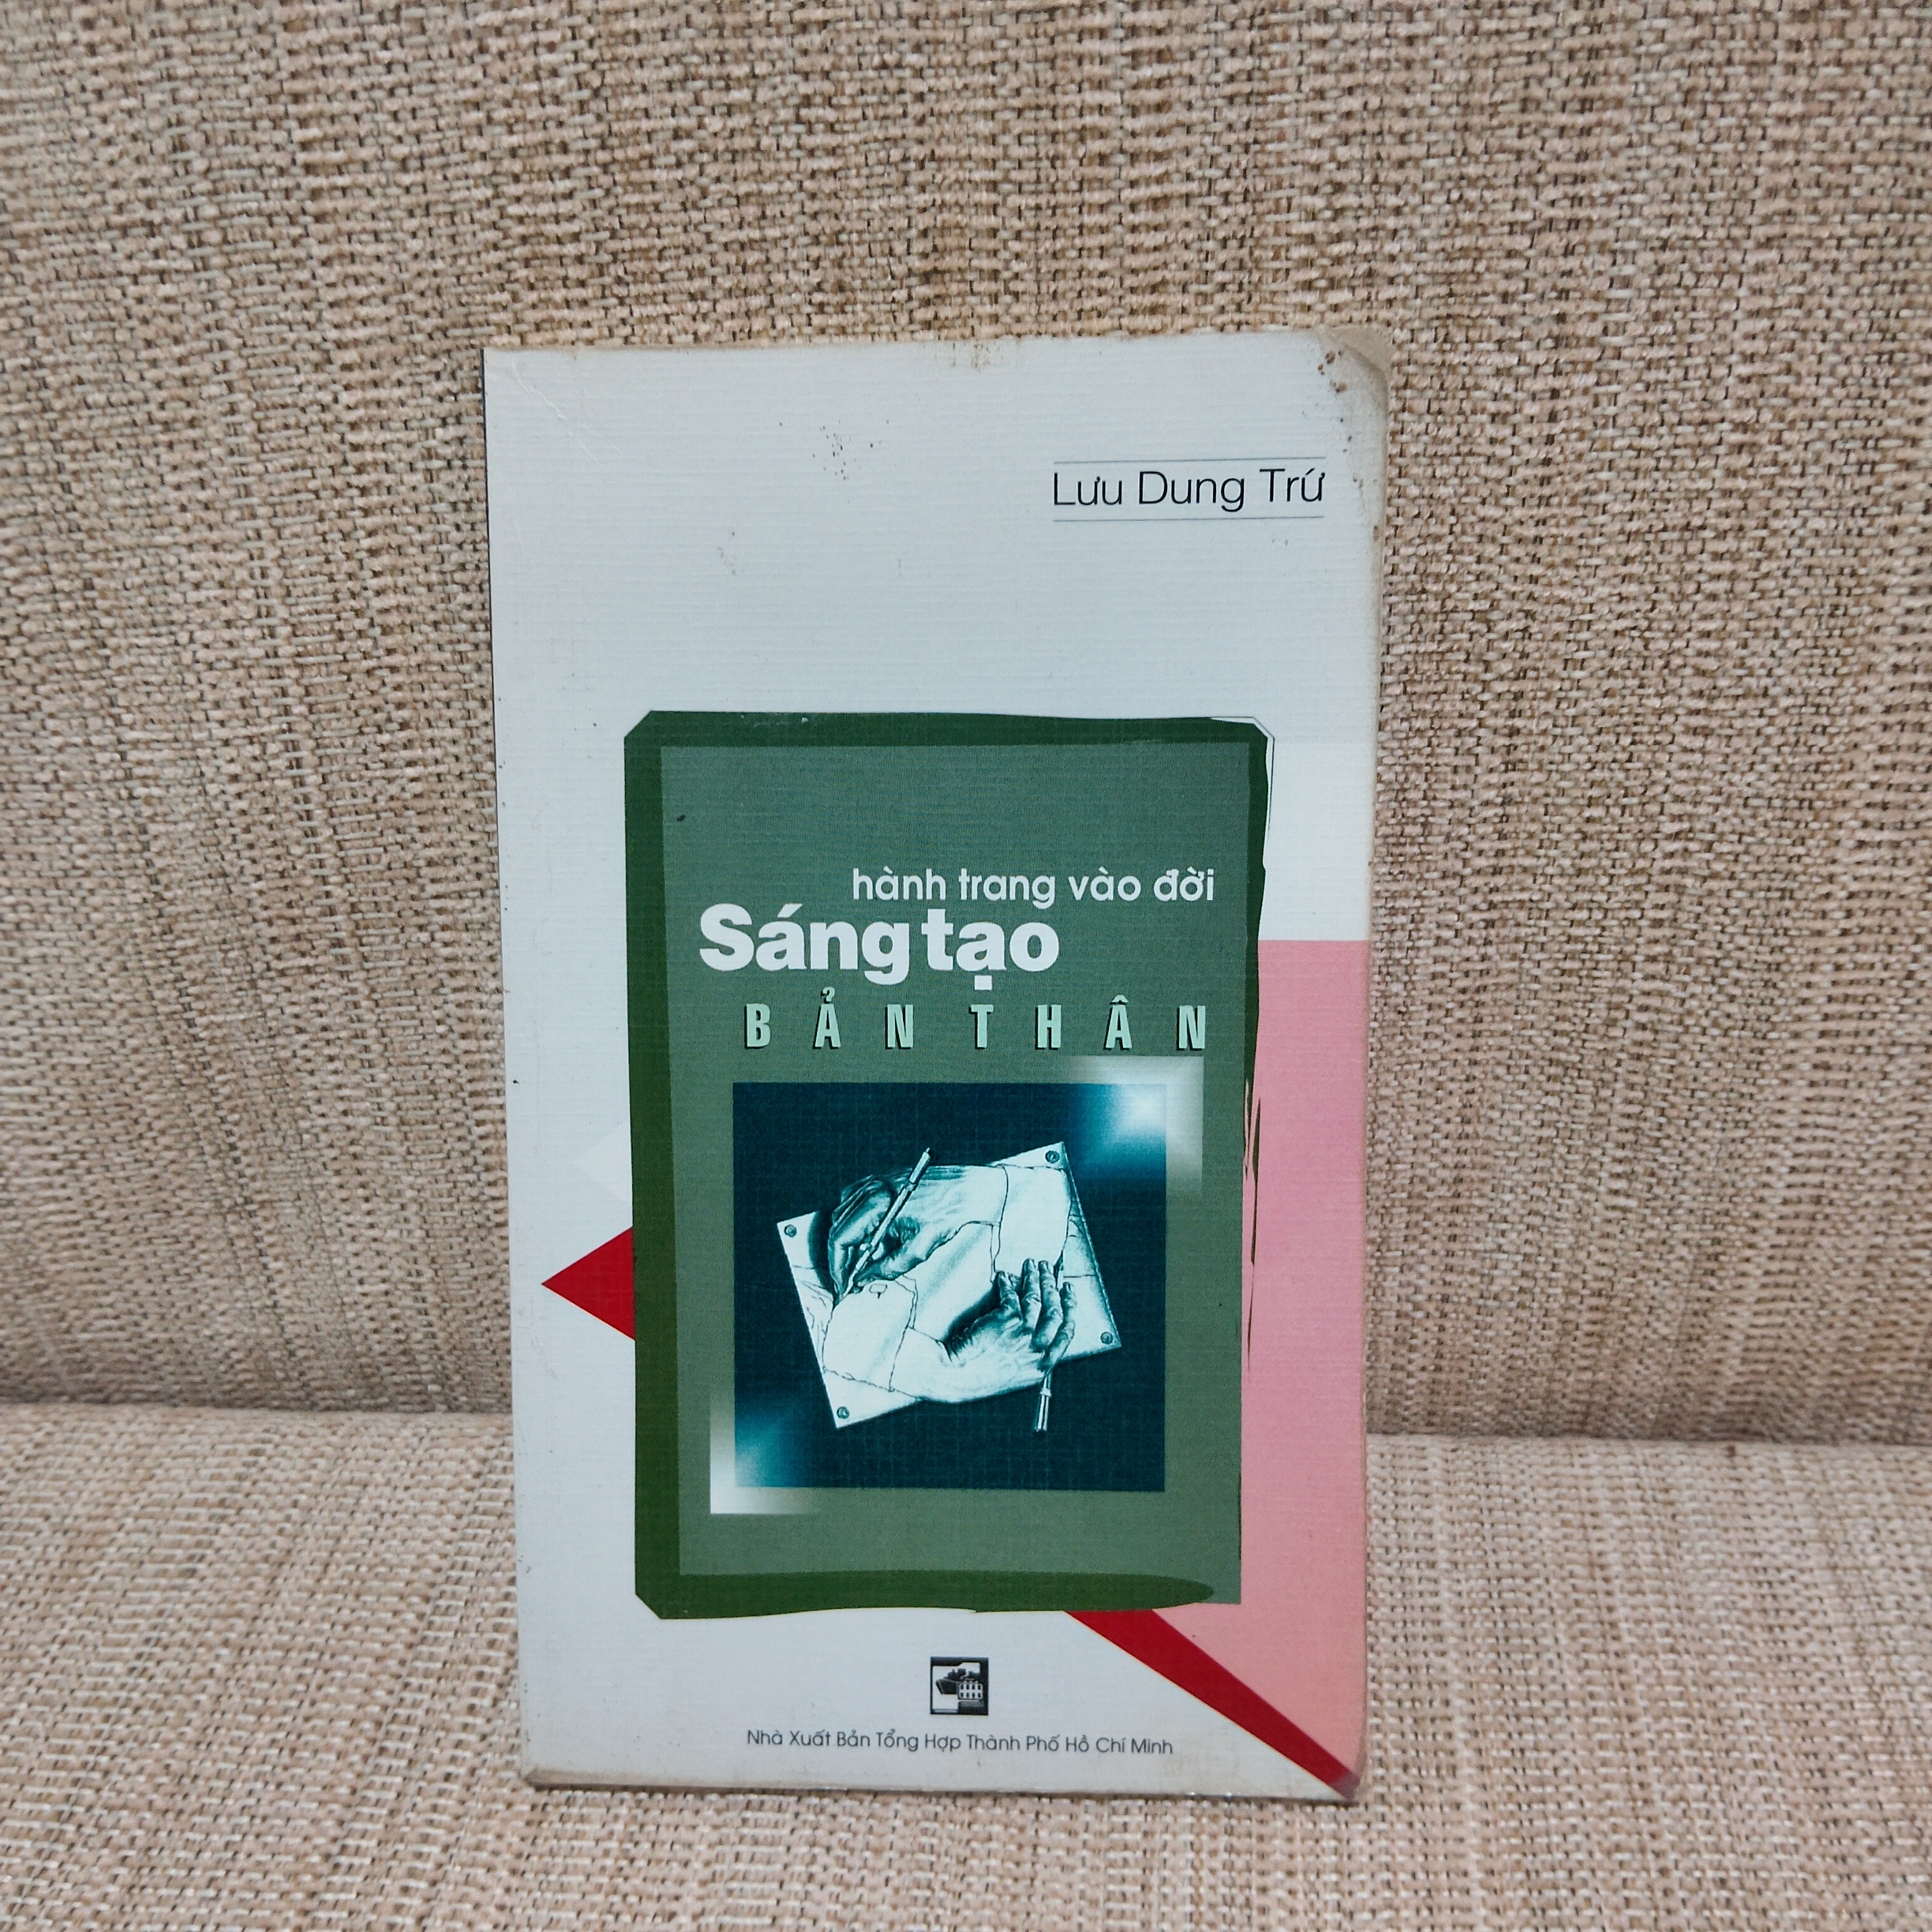 Lưu Dung Trứ
hành trang vào đời
Sáng tạo
BẢN THÂN
Nhà Xuất Bản Tổng Hợp Thành Phố Hồ Chí Minh